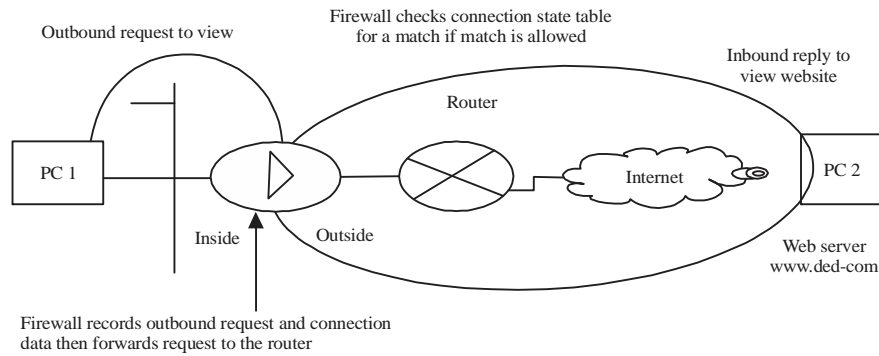 Outbound request to view
Firewall checks connection state table
for a match if match is allowed
Inbound reply to
view website
Router
PC 1
Internet
PC 2
Inside
Outside
Web server
www.ded-com
Firewall records outbound request and connection
data then forwards request to the router